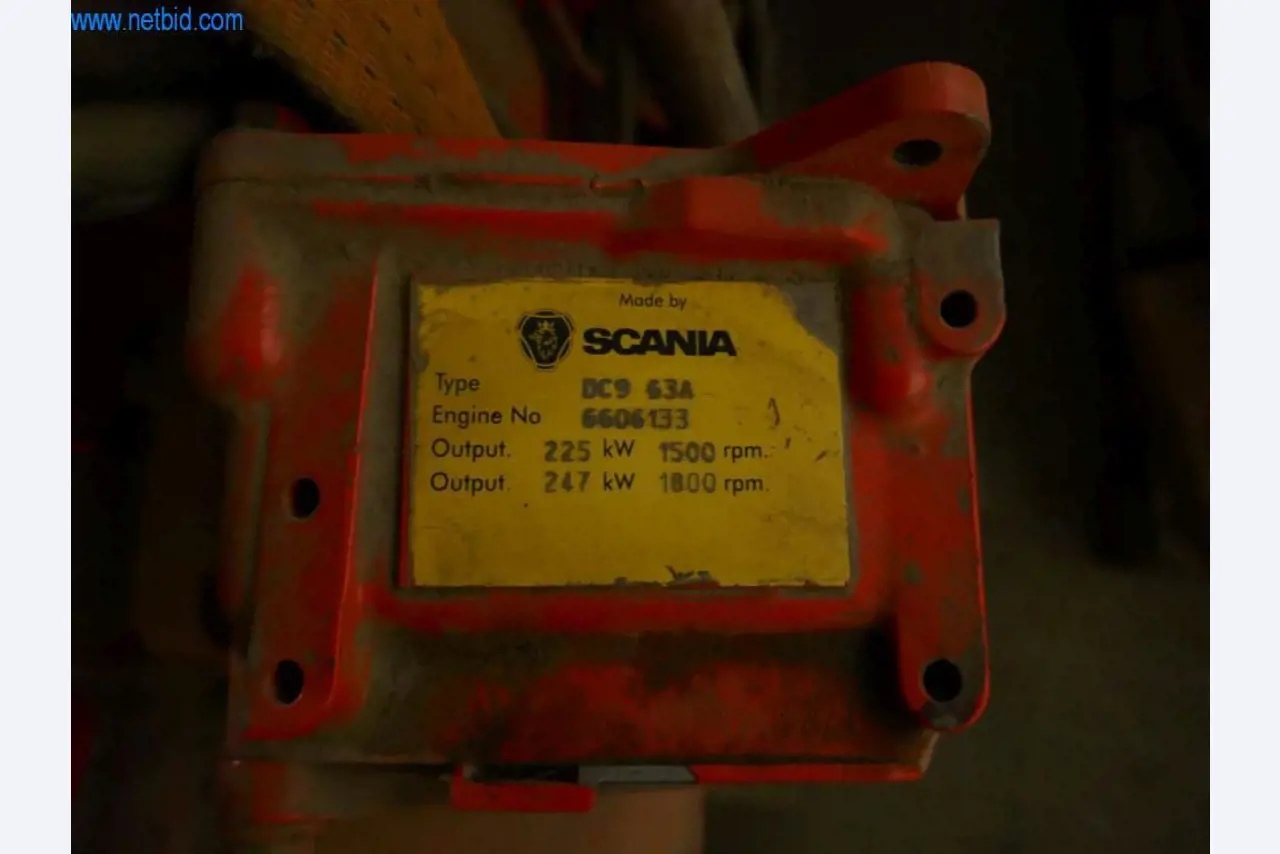 www.netbid.com
Made by
SCANIA
Type DC9 63A
Engine No 6606133
Output. 225 kW 1500 rpm.
Output. 247 kW 1800 rpm.